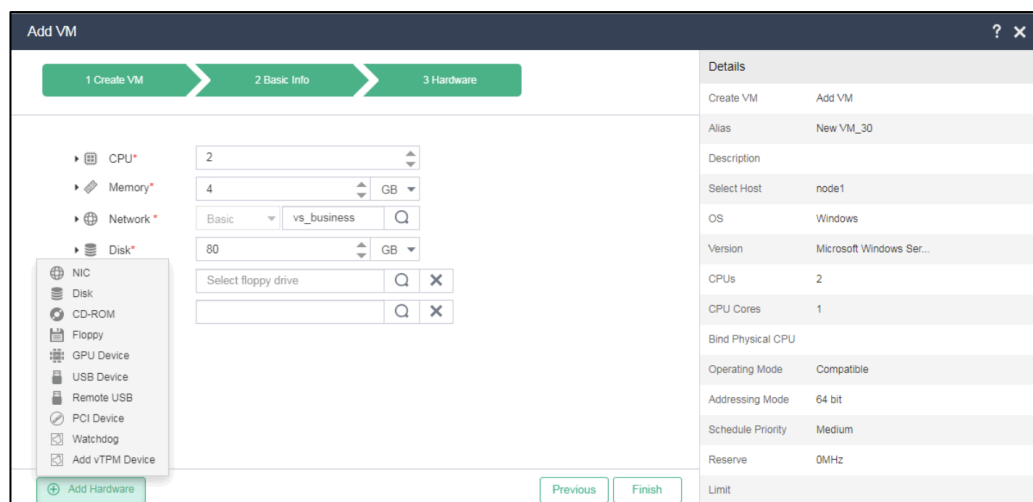 Add VM
? ×
1 Create VM
2 Basic Info
3 Hardware
CPU*
2
Memory*
4
GB
Network *
Basic
vs_business
Disk*
80
GB
Select floppy drive
NIC
Disk
CD-ROM
Floppy
GPU Device
USB Device
Remote USB
PCI Device
Watchdog
Add vTPM Device
Add Hardware
Previous
Finish
Details
Create VM Add VM
Alias New VM_30
Description
Select Host node1
OS Windows
Version Microsoft Windows Ser...
CPUs 2
CPU Cores 1
Bind Physical CPU
Operating Mode Compatible
Addressing Mode 64 bit
Schedule Priority Medium
Reserve 0MHz
Limit